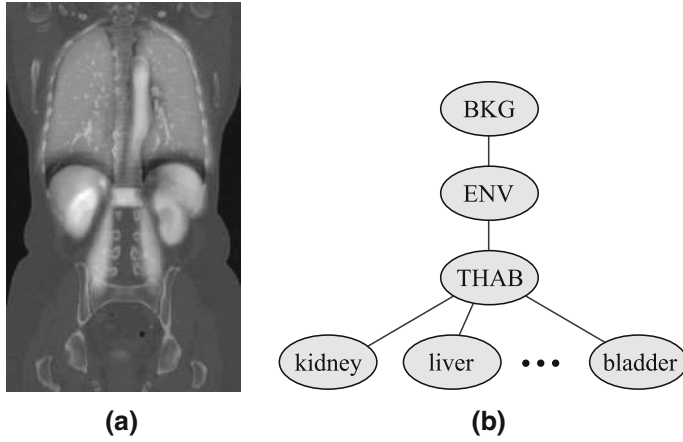 BKG
ENV
THAB
kidney liver ••• bladder
(a) (b)